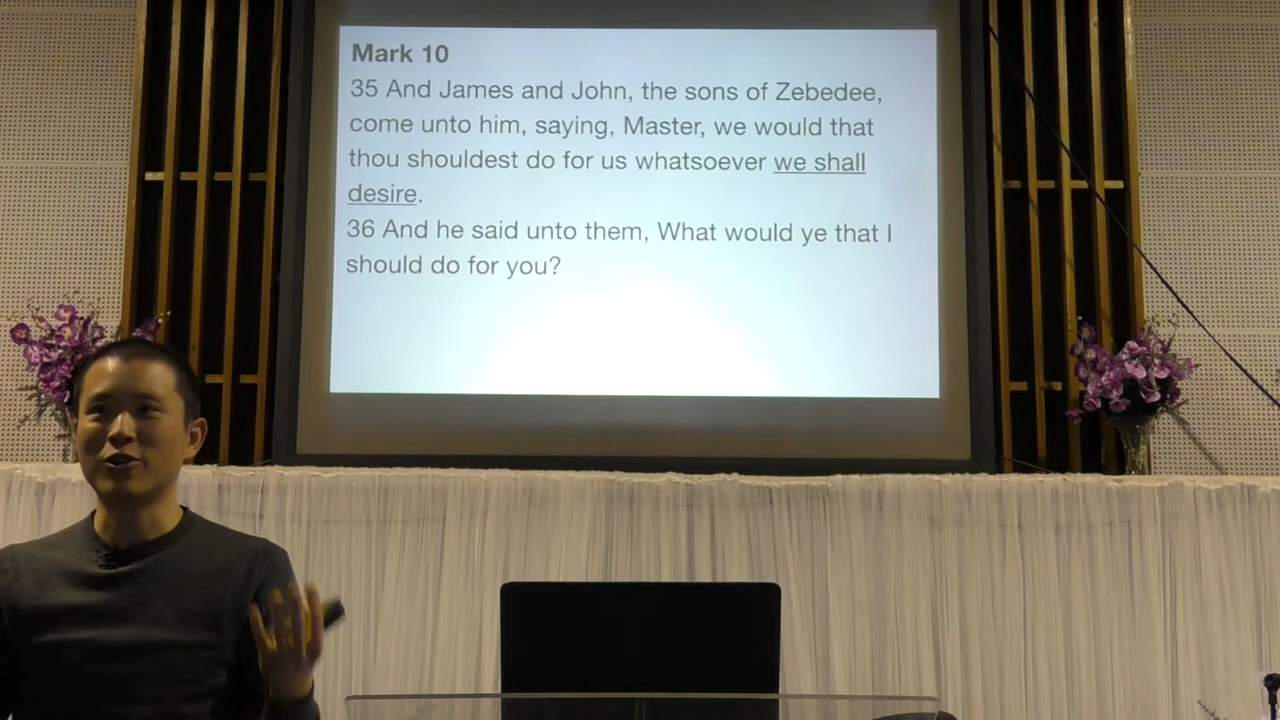 Mark 10
35 And James and John, the sons of Zebedee,
come unto him, saying, Master, we would that
thou shouldest do for us whatsoever we shall
desire.
36 And he said unto them, What would ye that I
should do for you?